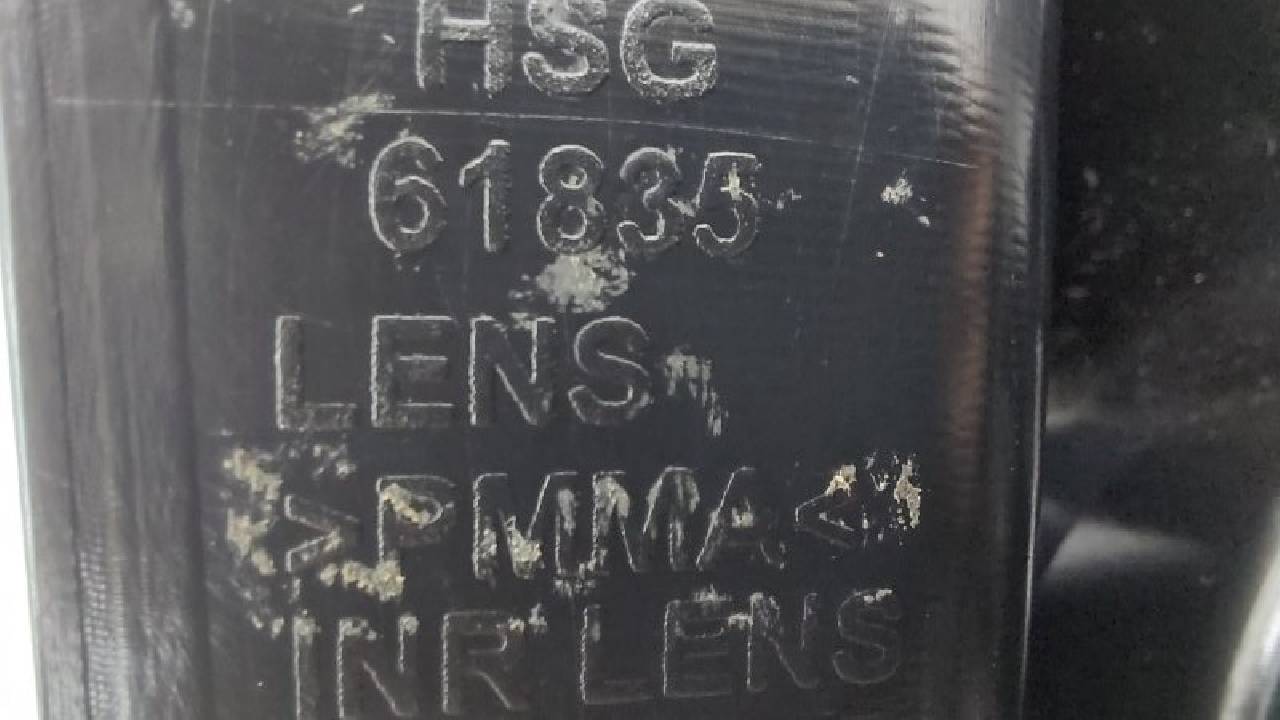 HSG
61835
LENS
>PMMA<
INR LENS